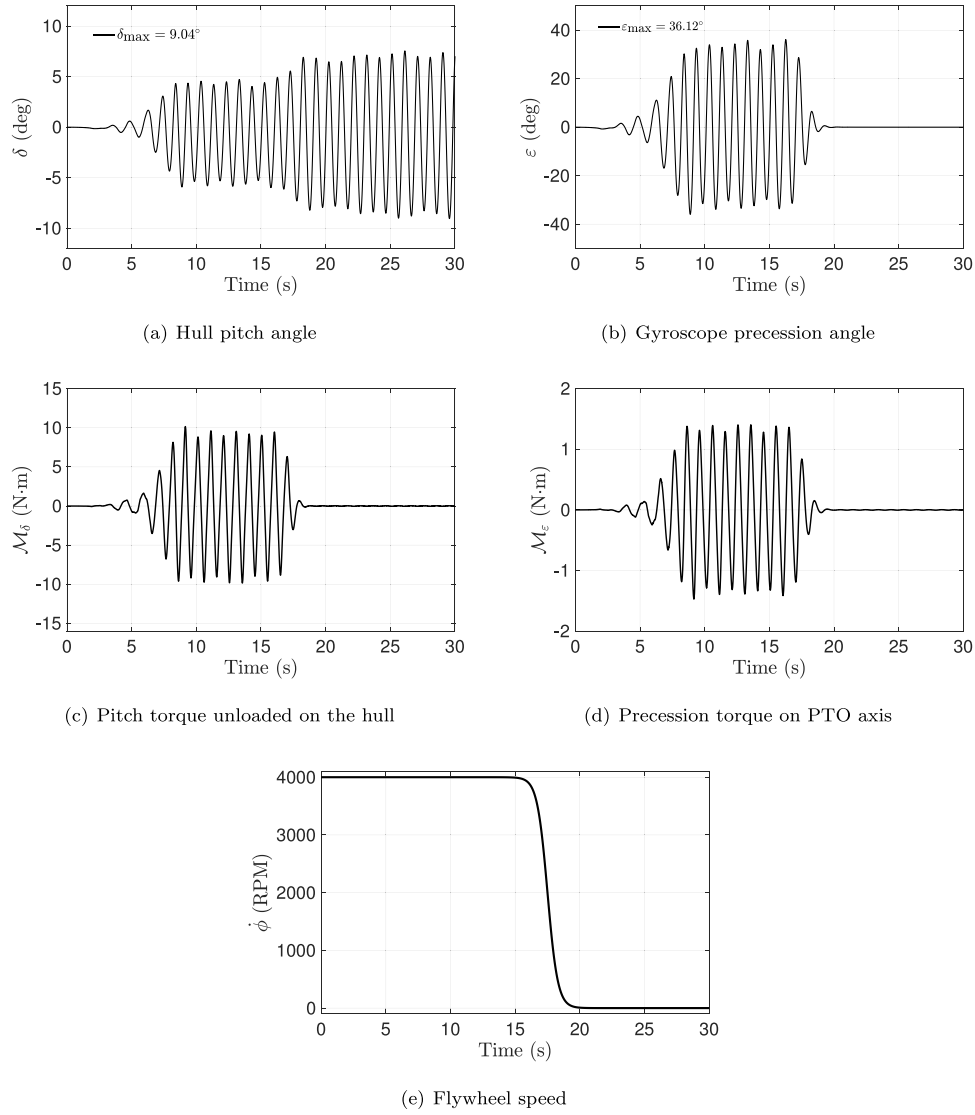 δmax = 9.04°
10
5
0
-5
-10
δ (deg)
0 5 10 15 20 25 30
Time (s)
(a) Hull pitch angle
εmax = 36.12°
40
20
0
-20
-40
ε (deg)
0 5 10 15 20 25 30
Time (s)
(b) Gyroscope precession angle
15
10
5
0
-5
-10
-15
ℳδ (N·m)
0 5 10 15 20 25 30
Time (s)
(c) Pitch torque unloaded on the hull
2
1
0
-1
-2
ℳε (N·m)
0 5 10 15 20 25 30
Time (s)
(d) Precession torque on PTO axis
4000
3000
2000
1000
0
ϕ̇ (RPM)
0 5 10 15 20 25 30
Time (s)
(e) Flywheel speed